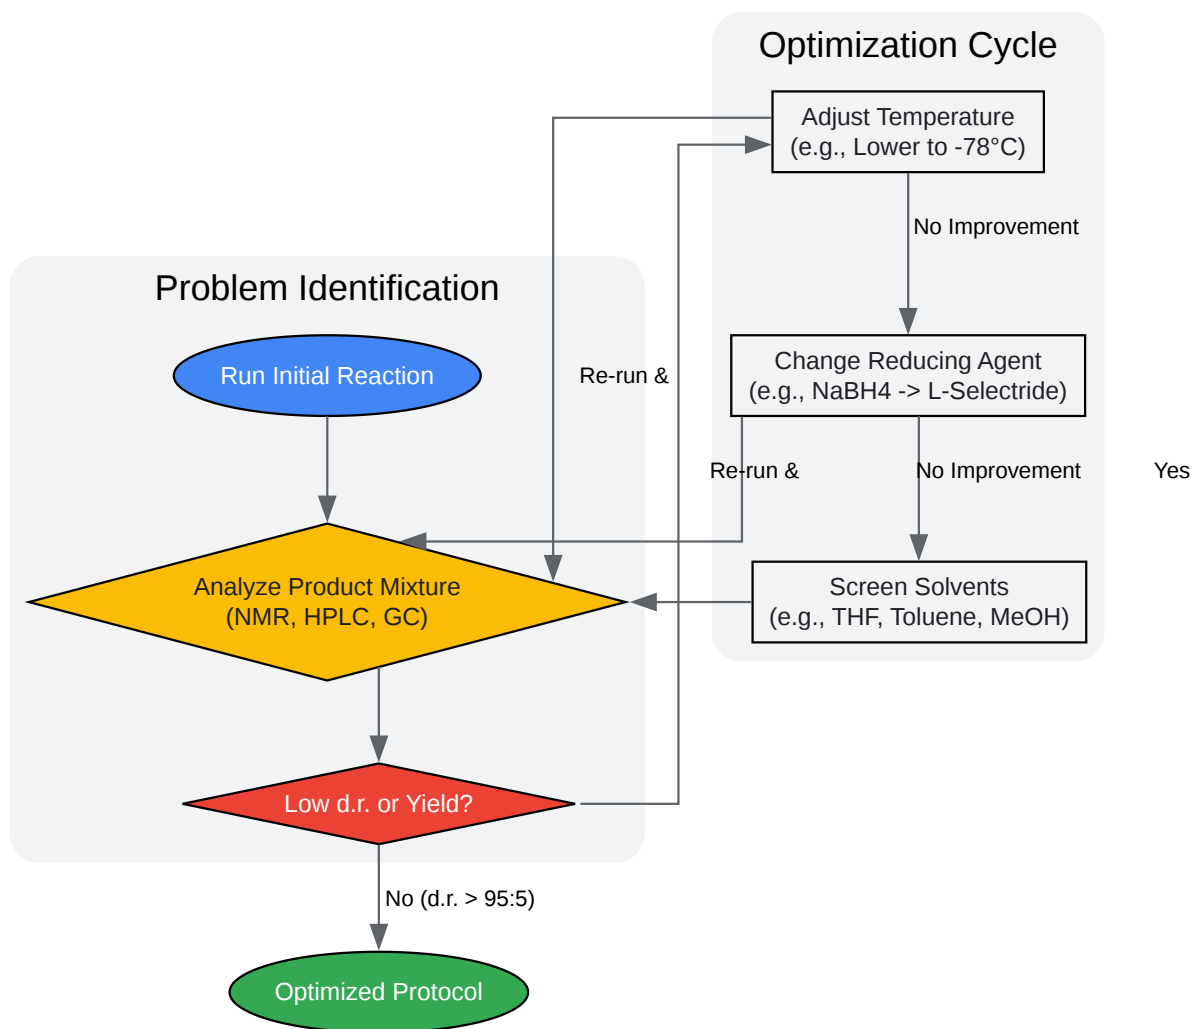 Optimization Cycle
Adjust Temperature
(e.g., Lower to -78°C)
No Improvement
Problem Identification
Run Initial Reaction
Re-run &
Change Reducing Agent
(e.g., NaBH4 -> L-Selectride)
Re-run &
No Improvement
Yes
Analyze Product Mixture
(NMR, HPLC, GC)
Screen Solvents
(e.g., THF, Toluene, MeOH)
Low d.r. or Yield?
No (d.r. > 95:5)
Optimized Protocol